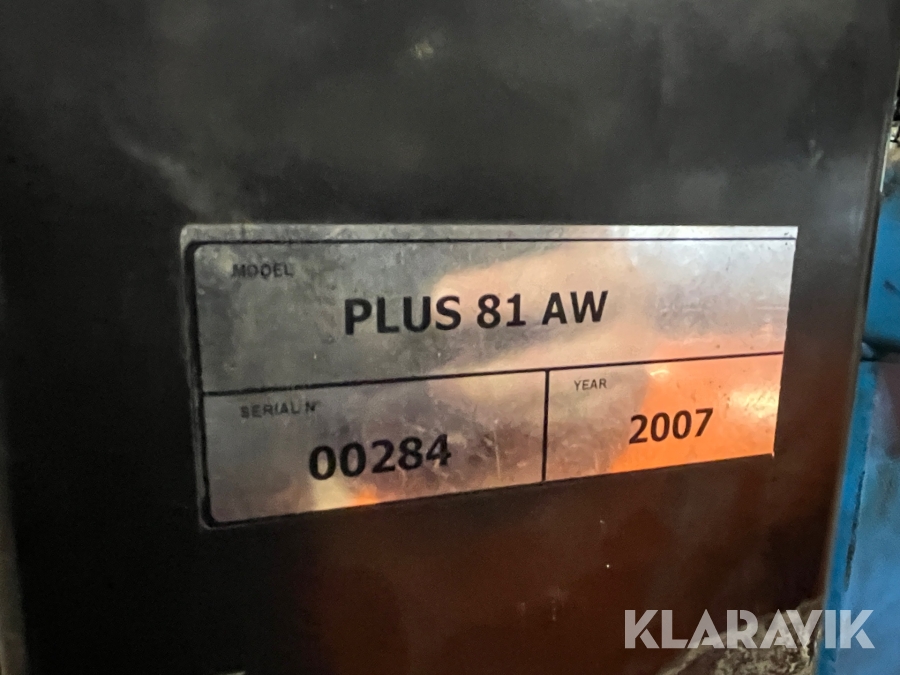 MODEL
PLUS 81 AW
SERIAL N°
00284
YEAR
2007
KLARAVIK